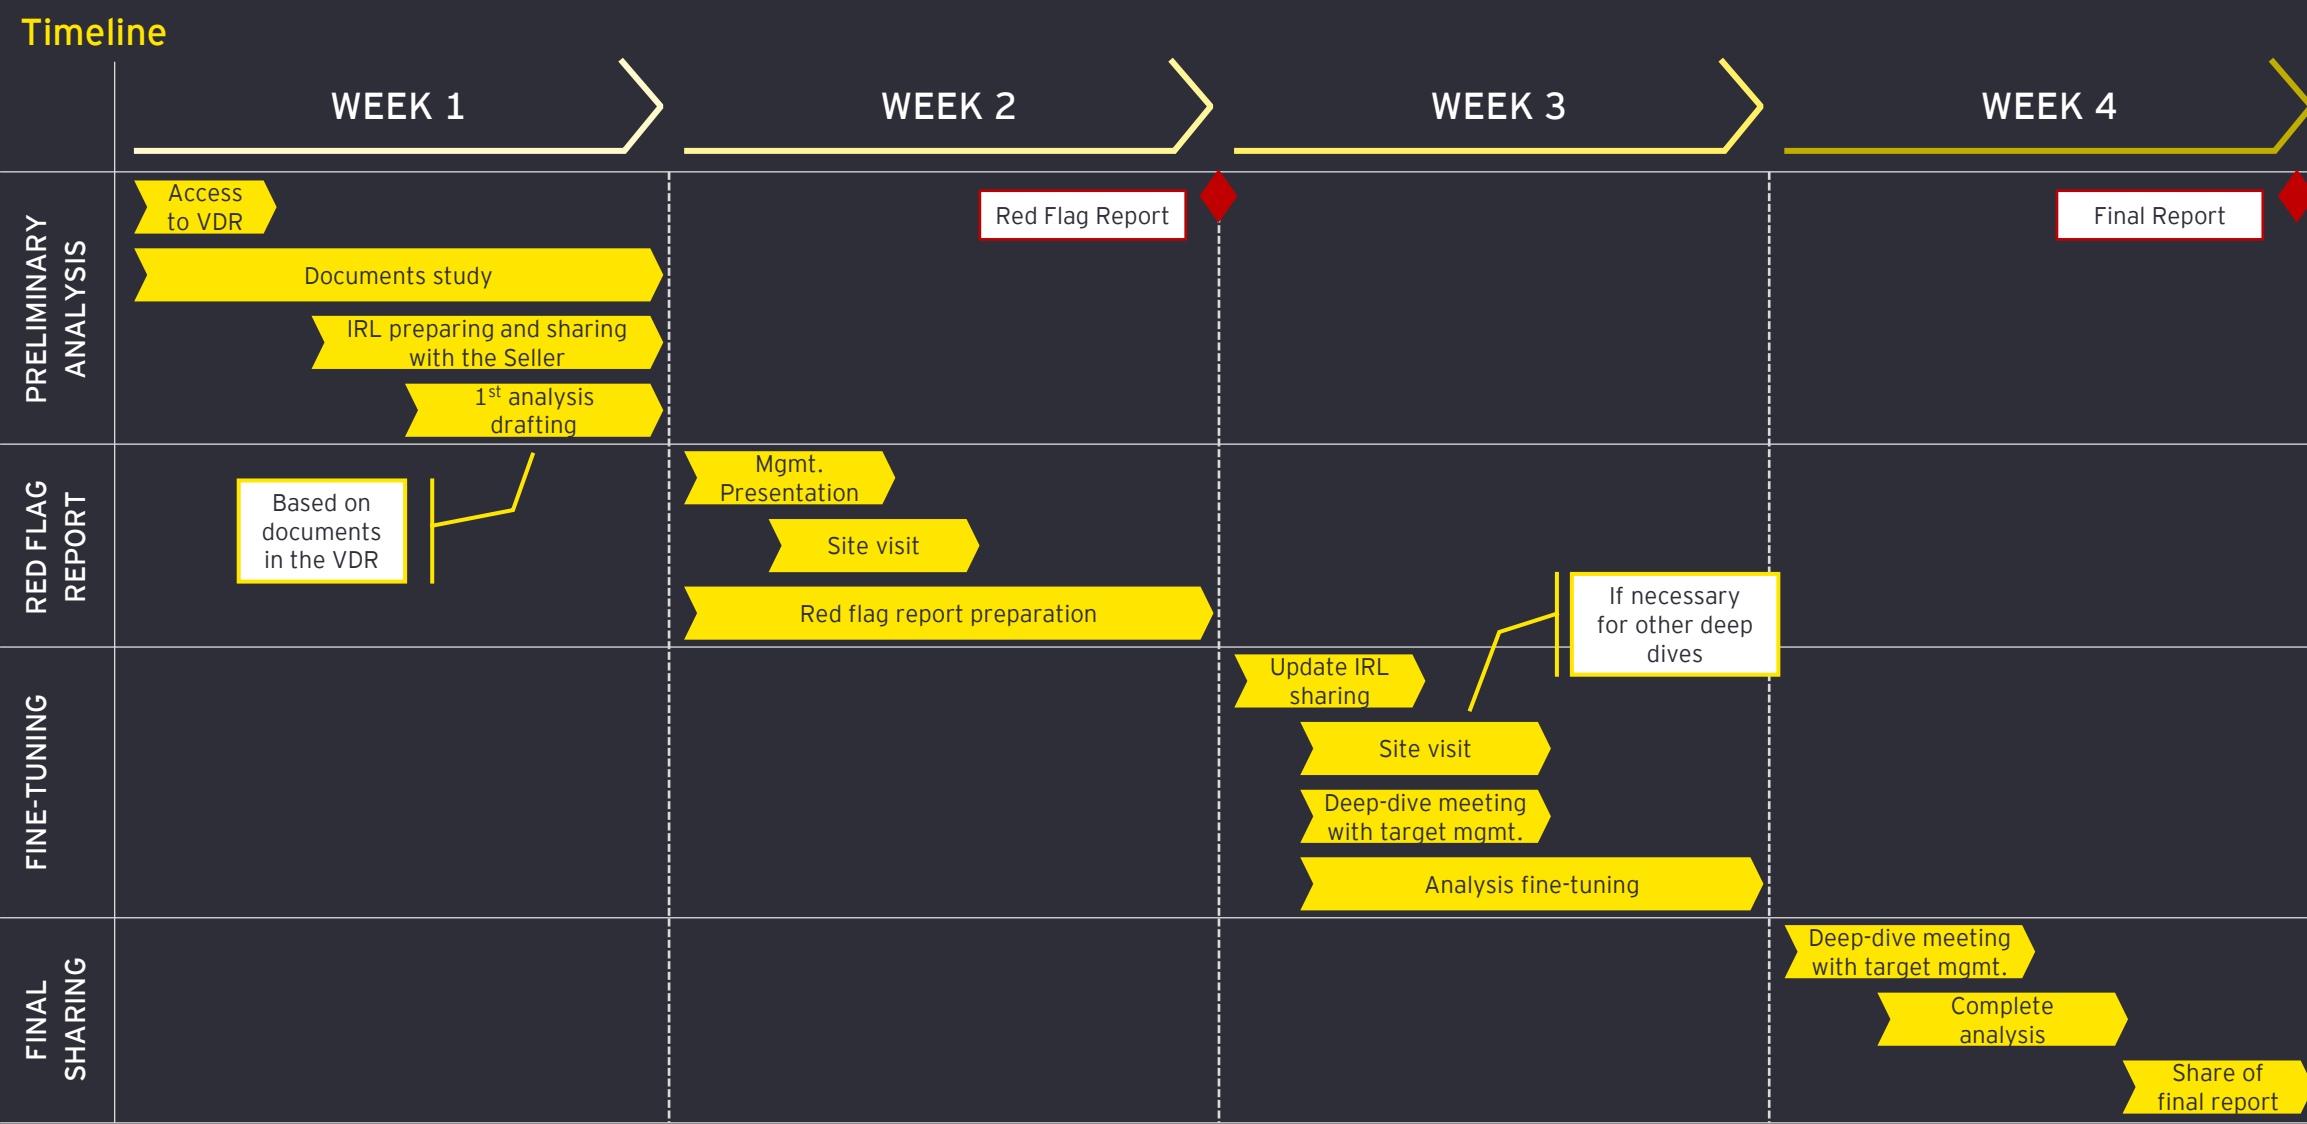 Timeline
WEEK 1
WEEK 2
WEEK 3
WEEK 4
PRELIMINARY
ANALYSIS
Access
to VDR
Documents study
IRL preparing and sharing
with the Seller
1st analysis
drafting
Red Flag Report
Final Report
RED FLAG
REPORT
Based on
documents
in the VDR
Mgmt.
Presentation
Site visit
Red flag report preparation
If necessary
for other deep
dives
FINE-TUNING
Update IRL
sharing
Site visit
Deep-dive meeting
with target mgmt.
Analysis fine-tuning
FINAL
SHARING
Deep-dive meeting
with target mgmt.
Complete
analysis
Share of
final report